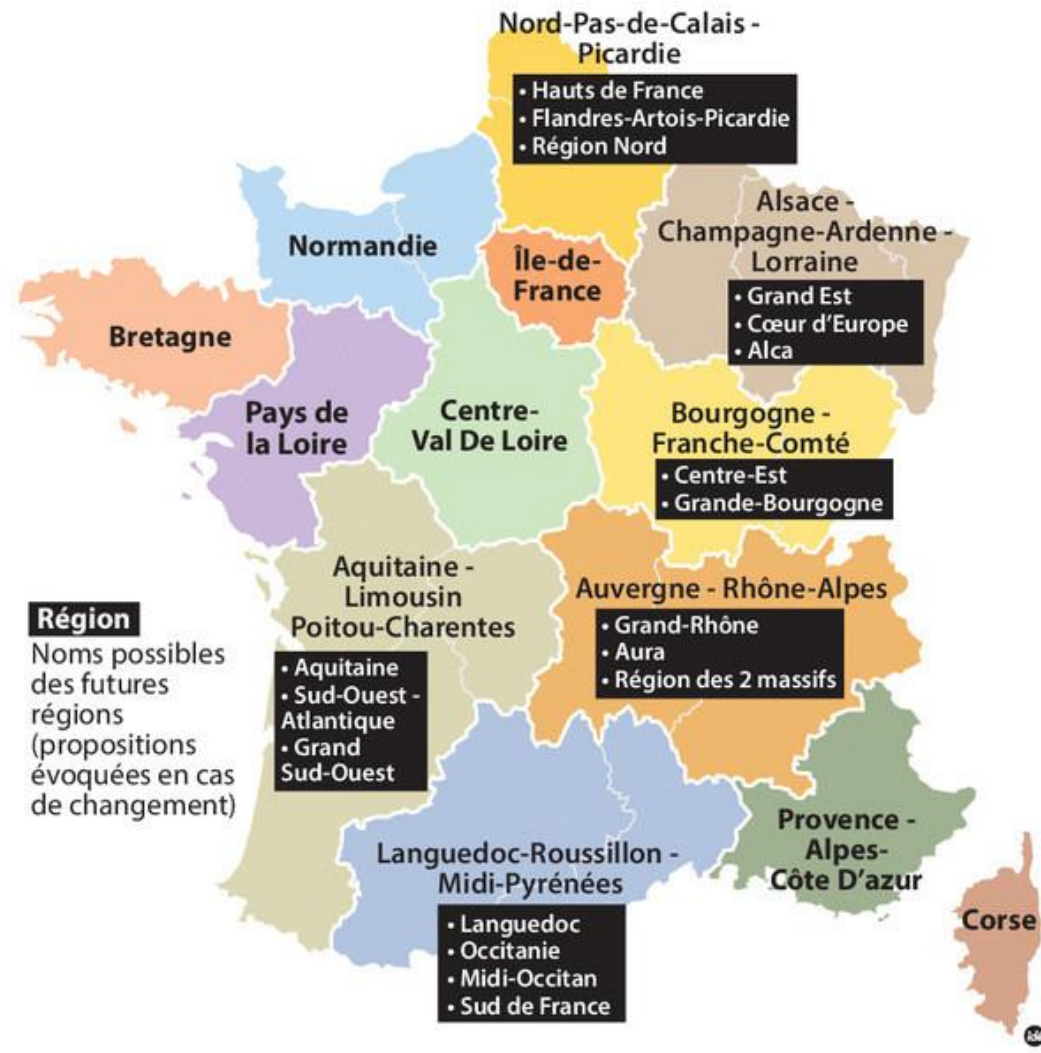 Nord-Pas-de-Calais -
Picardie
• Hauts de France
• Flandres-Artois-Picardie
• Région Nord
Alsace -
Champagne-Ardenne -
Lorraine
• Grand Est
• Cœur d'Europe
• Alca
Normandie
Île-de-
France
Bretagne
Pays de
la Loire
Centre-
Val De Loire
Bourgogne -
Franche-Comté
• Centre-Est
• Grande-Bourgogne
Aquitaine -
Limousin
Poitou-Charentes
• Aquitaine
• Sud-Ouest -
Atlantique
• Grand
Sud-Ouest
Auvergne - Rhône-Alpes
• Grand-Rhône
• Aura
• Région des 2 massifs
Région
Noms possibles
des futures
régions
(propositions
évoquées en cas
de changement)
Languedoc-Roussillon -
Midi-Pyrénées
• Languedoc
• Occitanie
• Midi-Occitan
• Sud de France
Provence -
Alpes-
Côte D'azur
Corse